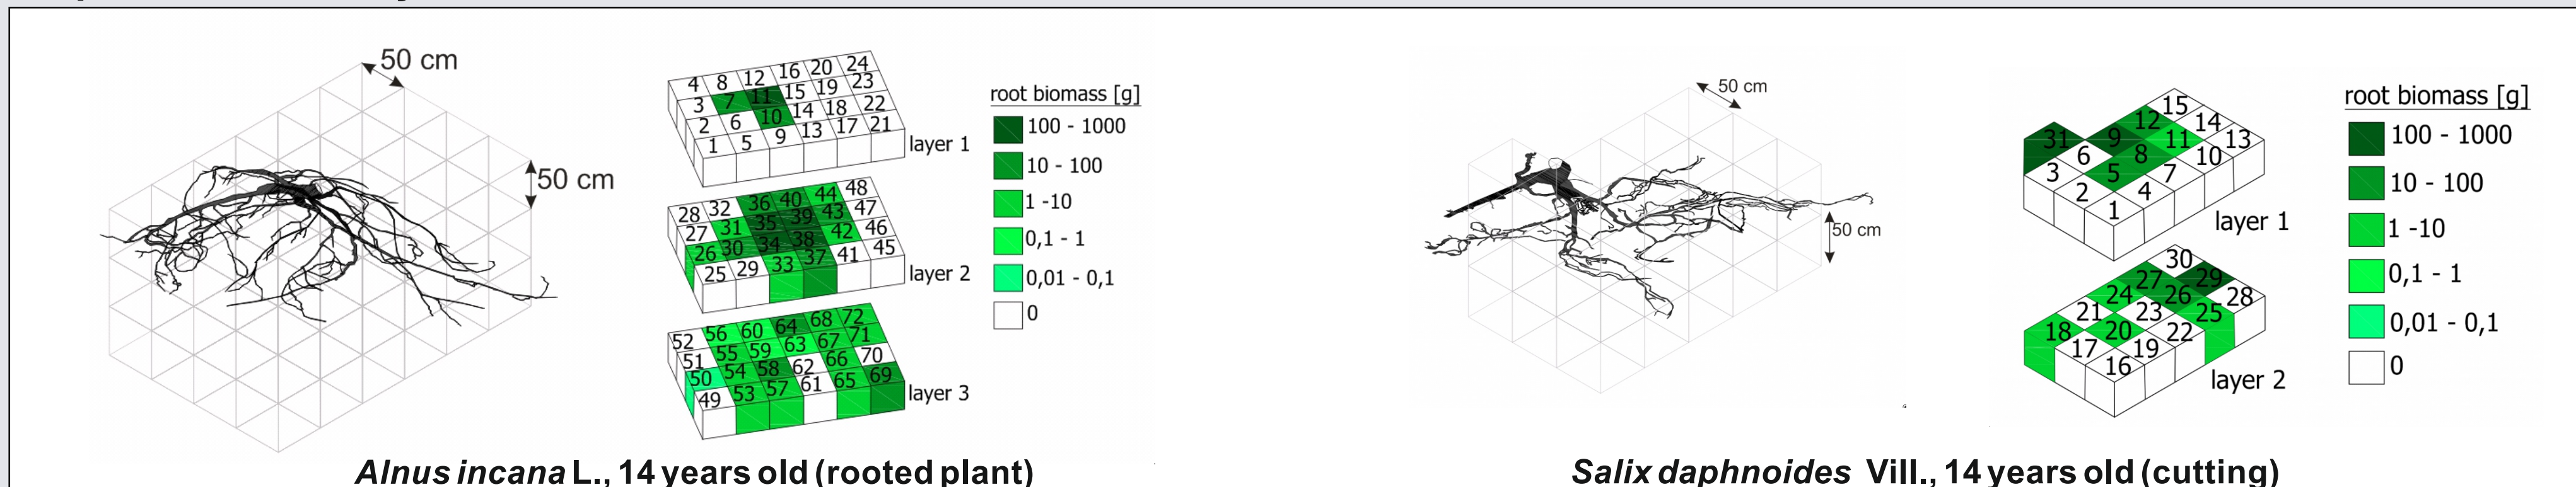 50 cm
50 cm
4 8 12 16 20 24
3 7 11 15 19 23
2 6 10 14 18 22
1 5 9 13 17 21
layer 1
28 32 36 40 44 48
27 31 35 39 43 47
26 30 34 38 42 46
25 29 33 37 41 45
layer 2
52 56 60 64 68 72
51 55 59 63 67 71
50 54 58 62 66 70
49 53 57 61 65 69
layer 3
root biomass [g]
100 - 1000
10 - 100
1 -10
0,1 - 1
0,01 - 0,1
0
Alnus incana L., 14 years old (rooted plant)
50 cm
50 cm
15
12 14
31 9 11 13
6 8 10
3 5 7
2 4
1
layer 1
30
27 29
24 26 28
21 23 25
18 20 22
17 19
16
layer 2
root biomass [g]
100 - 1000
10 - 100
1 -10
0,1 - 1
0,01 - 0,1
0
Salix daphnoides Vill., 14 years old (cutting)